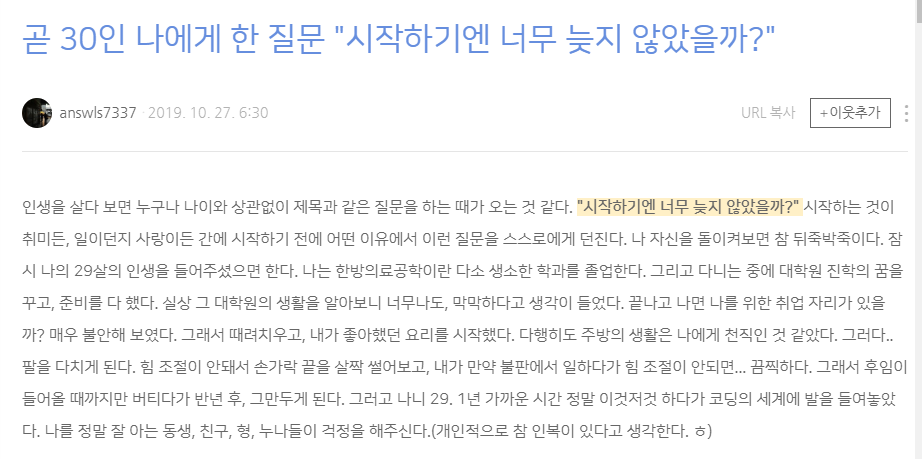 곧 30인 나에게 한 질문 "시작하기엔 너무 늦지 않았을까?"
answls7337 · 2019. 10. 27. 6:30 URL 복사 +이웃추가
인생을 살다 보면 누구나 나이와 상관없이 제목과 같은 질문을 하는 때가 오는 것 같다. "시작하기엔 너무 늦지 않았을까?" 시작하는 것이
취미든, 일이던지 사랑이든 간에 시작하기 전에 어떤 이유에서 이런 질문을 스스로에게 던진다. 나 자신을 돌이켜보면 참 뒤죽박죽이다. 잠
시 나의 29살의 인생을 들어주셨으면 한다. 나는 한방의료공학이란 다소 생소한 학과를 졸업한다. 그리고 다니는 중에 대학원 진학의 꿈을
꾸고, 준비를 다 했다. 실상 그 대학원의 생활을 알아보니 너무나도, 막막하다고 생각이 들었다. 끝나고 나면 나를 위한 취업 자리가 있을
까? 매우 불안해 보였다. 그래서 때려치우고, 내가 좋아했던 요리를 시작했다. 다행히도 주방의 생활은 나에게 천직인 것 같았다. 그러다..
팔을 다치게 된다. 힘 조절이 안돼서 손가락 끝을 살짝 썰어보고, 내가 만약 불판에서 일하다가 힘 조절이 안되면... 끔찍하다. 그래서 후임이
들어올 때까지만 버티다가 반년 후, 그만두게 된다. 그러고 나니 29. 1년 가까운 시간 정말 이것저것 하다가 코딩의 세계에 발을 들여놓았
다. 나를 정말 잘 아는 동생, 친구, 형, 누나들이 걱정을 해주신다.(개인적으로 참 인복이 있다고 생각한다. ㅎ)